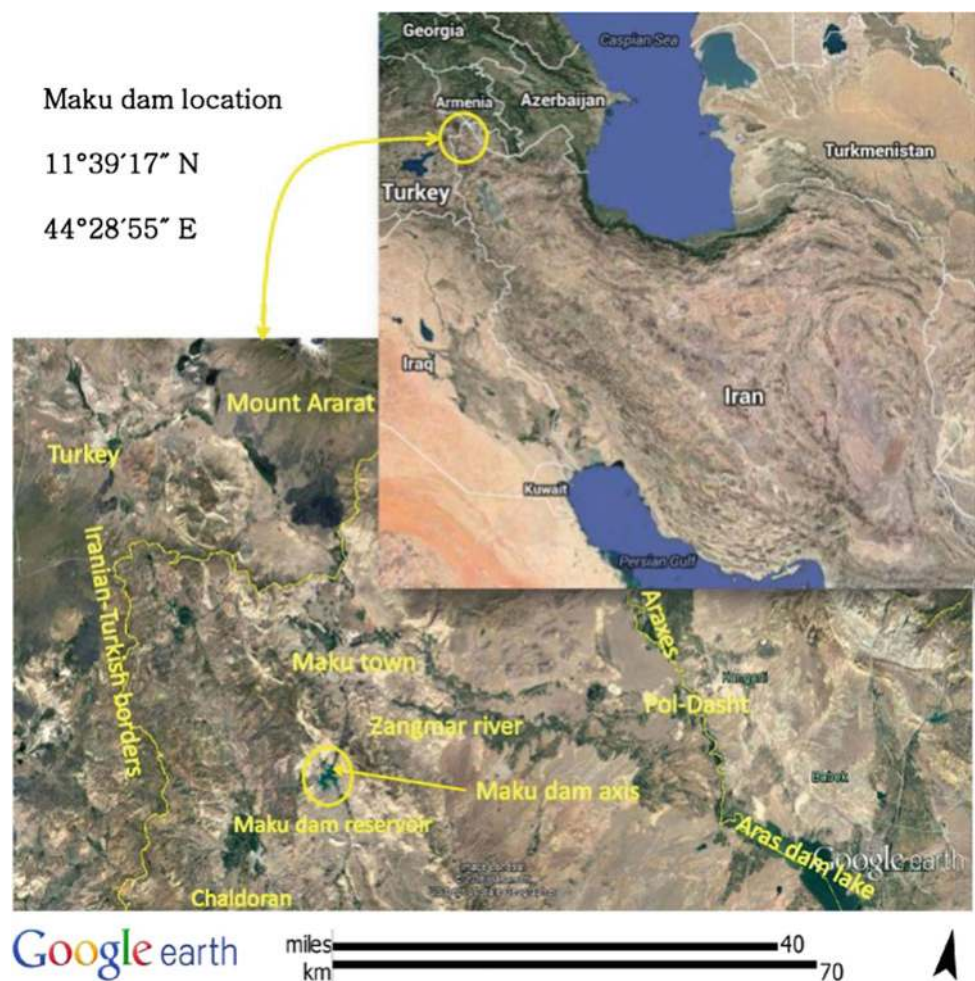 Maku dam location
11°39′17″ N
44°28′55″ E
Georgia
Caspian Sea
Armenia
Azerbaijan
Turkmenistan
Turkey
Iraq
Iran
Kuwait
Persian Gulf
Mount Ararat
Turkey
Iranian-Turkish borders
Araxes
Maku town
Pol-Dasht
Zangmar river
Maku dam axis
Babek
Maku dam reservoir
Aras dam lake
Google earth
Chaldoran
Google earth
miles 40
km 70